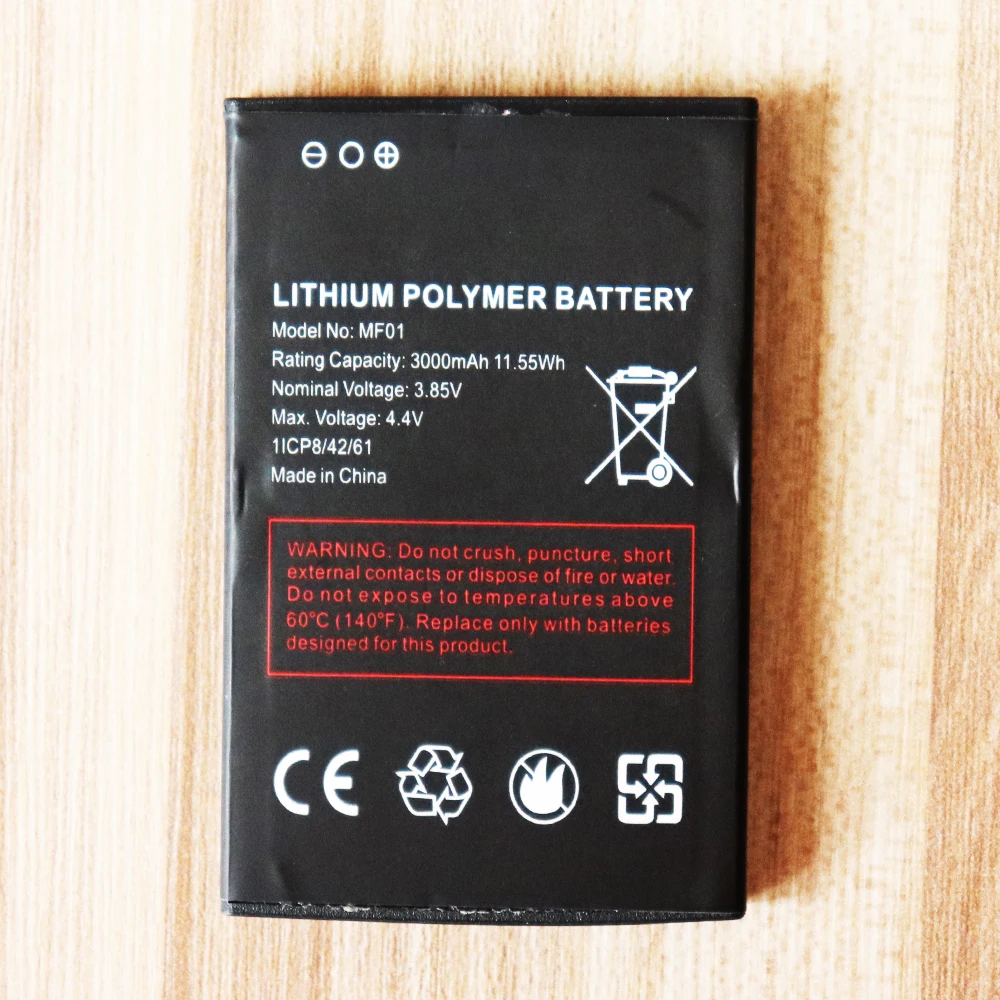 LITHIUM POLYMER BATTERY
Model No: MF01
Rating Capacity: 3000mAh 11.55Wh
Nominal Voltage: 3.85V
Max. Voltage: 4.4V
1ICP8/42/61
Made in China
WARNING: Do not crush, puncture, short
external contacts or dispose of fire or water.
Do not expose to temperatures above
60°C (140°F). Replace only with batteries
designed for this product.
CE